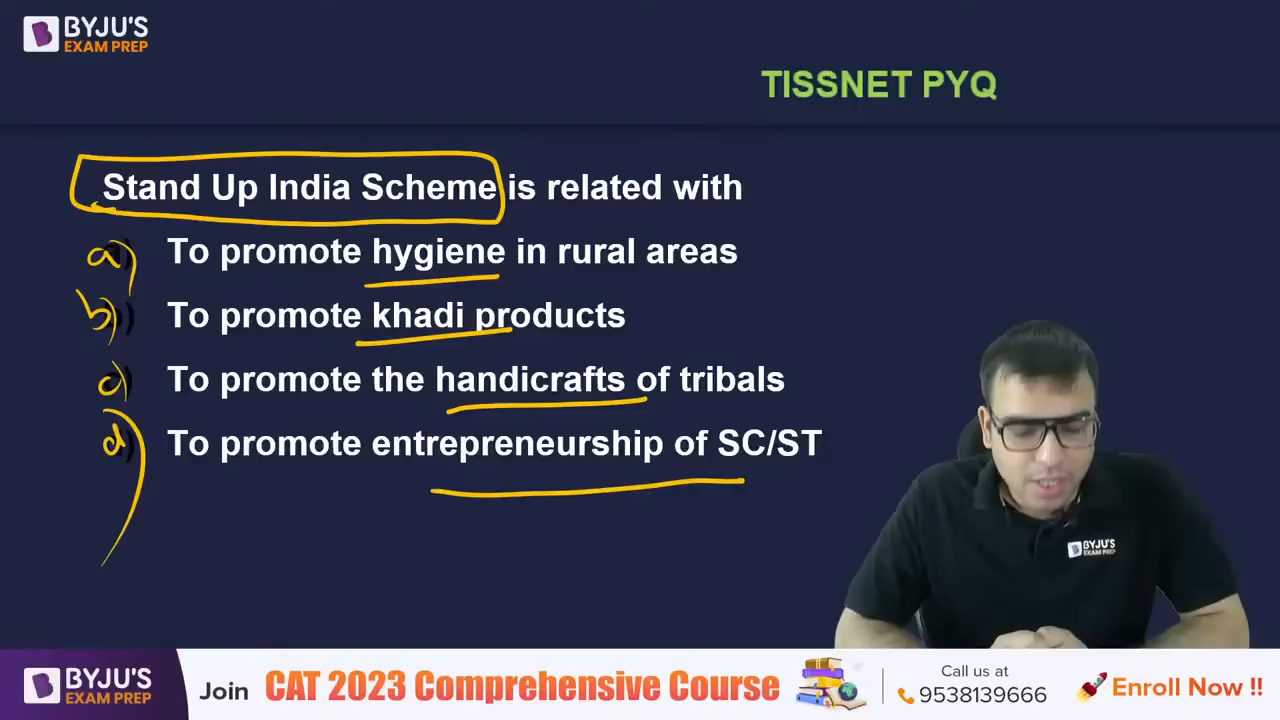 BYJU'S
EXAM PREP
TISSNET PYQ
Stand Up India Scheme is related with
a) To promote hygiene in rural areas
b) To promote khadi products
c) To promote the handicrafts of tribals
d) To promote entrepreneurship of SC/ST
BYJU'S
EXAM PREP
BYJU'S
EXAM PREP
Join CAT 2023 Comprehensive Course
Call us at
9538139666
Enroll Now !!